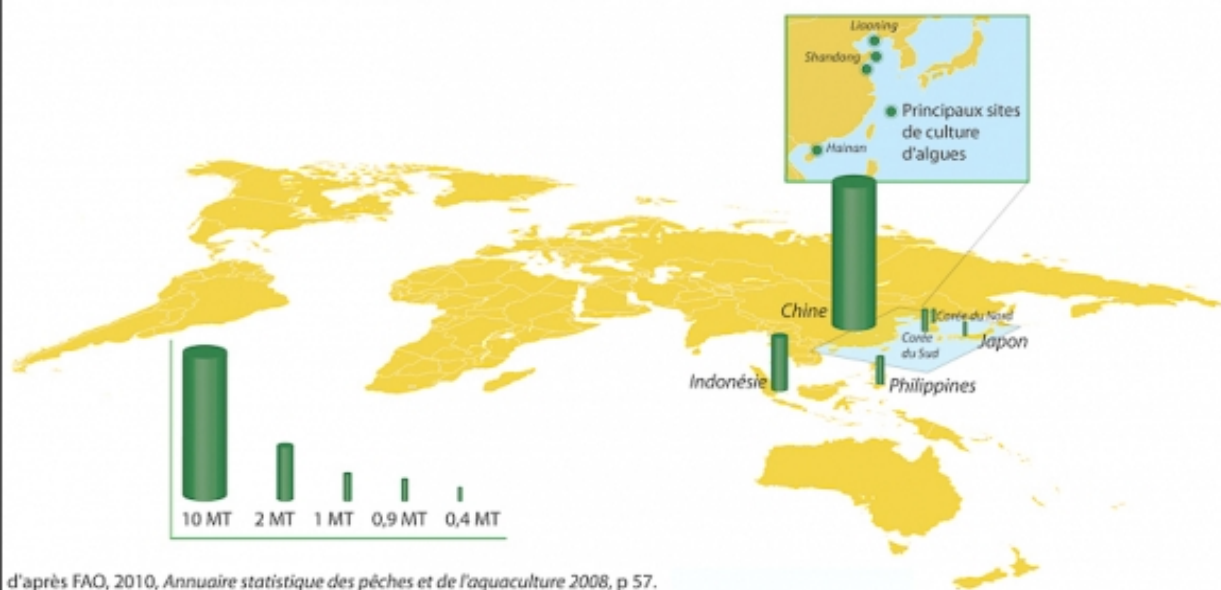 Liaoning
Shandong
Principaux sites
de culture
d'algues
Hainan
Chine
Corée du Nord
Corée
du Sud
Japon
Indonésie
Philippines
10 MT 2 MT 1 MT 0,9 MT 0,4 MT
d'après FAO, 2010, Annuaire statistique des pêches et de l'aquaculture 2008, p 57.